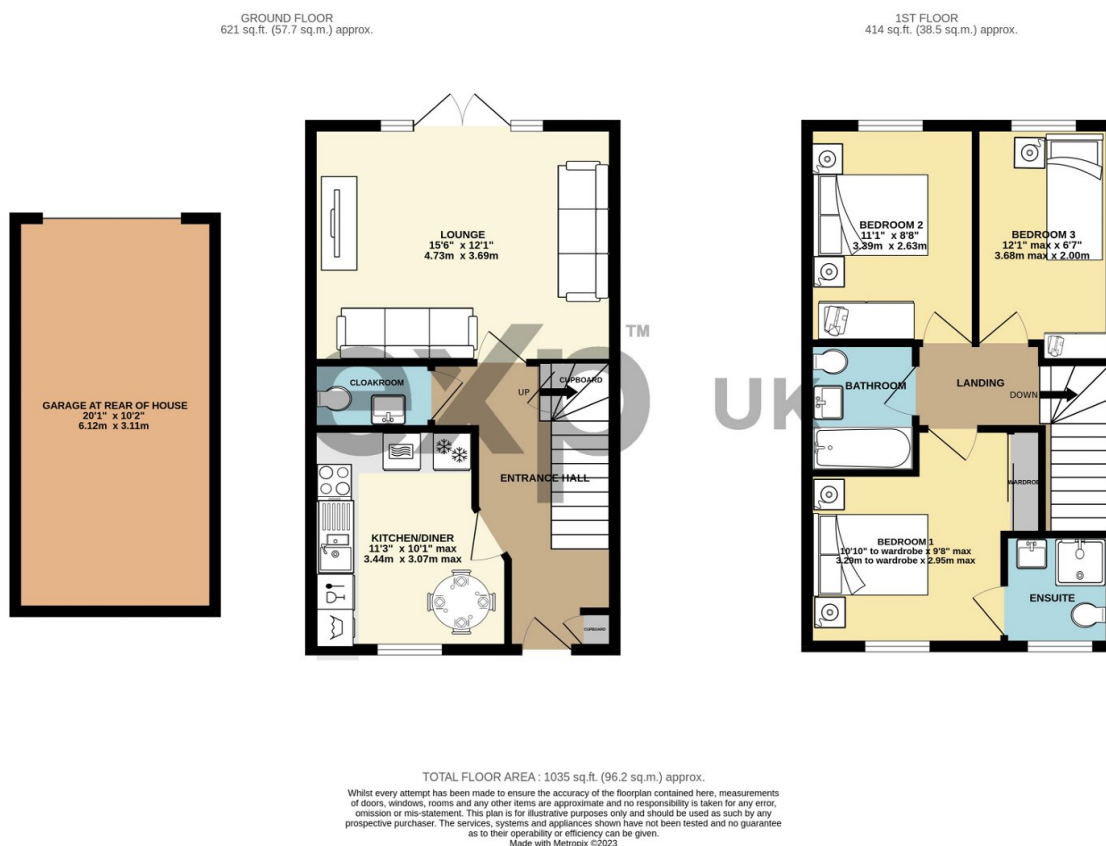 GROUND FLOOR
621 sq.ft. (57.7 sq.m.) approx.
1ST FLOOR
414 sq.ft. (38.5 sq.m.) approx.
GARAGE AT REAR OF HOUSE
20'1" x 10'2"
6.12m x 3.11m
LOUNGE
15'6" x 12'1"
4.73m x 3.69m
CLOAKROOM
UP
CUPBOARD
ENTRANCE HALL
KITCHEN/DINER
11'3" x 10'1" max
3.44m x 3.07m max
CUPBOARD
exp™ UK
BEDROOM 2
11'1" x 8'8"
3.39m x 2.63m
BEDROOM 3
12'1" max x 6'7"
3.68m max x 2.00m
BATHROOM
LANDING
DOWN
WARDROBE
BEDROOM 1
10'10" to wardrobe x 9'8" max
3.29m to wardrobe x 2.95m max
ENSUITE
TOTAL FLOOR AREA : 1035 sq.ft. (96.2 sq.m.) approx.
Whilst every attempt has been made to ensure the accuracy of the floorplan contained here, measurements
of doors, windows, rooms and any other items are approximate and no responsibility is taken for any error,
omission or mis-statement. This plan is for illustrative purposes only and should be used as such by any
prospective purchaser. The services, systems and appliances shown have not been tested and no guarantee
as to their operability or efficiency can be given.
Made with Metropix ©2023